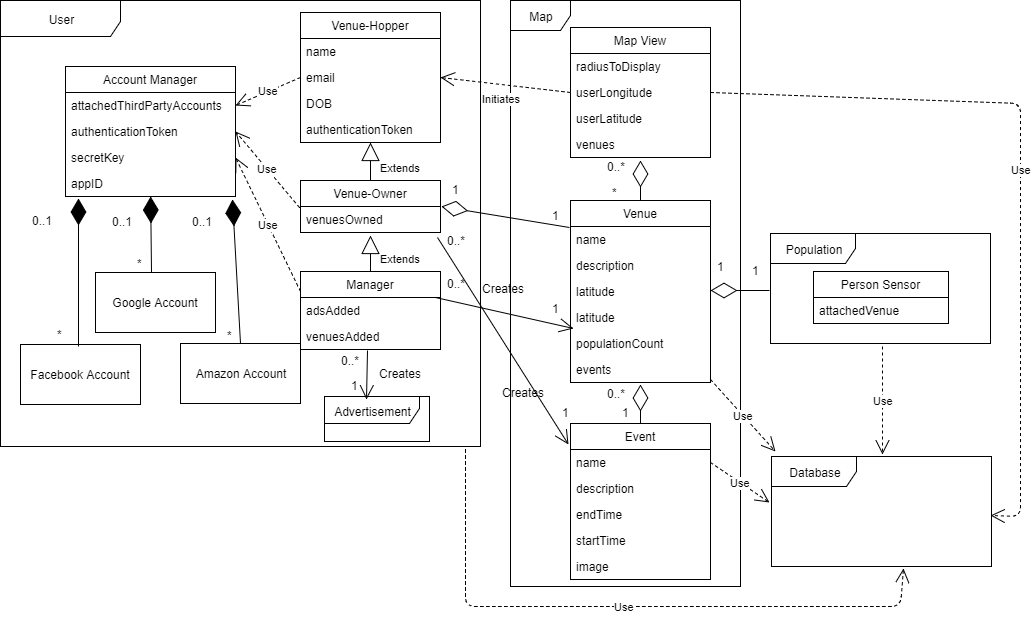 User
Account Manager
attachedThirdPartyAccounts
authenticationToken
secretKey
appID
0..1
0..1
0..1
*
*
*
Google Account
Facebook Account
Amazon Account
Venue-Hopper
name
email
DOB
authenticationToken
Use
Use
Use
Extends
Venue-Owner
venuesOwned
Extends
Manager
adsAdded
venuesAdded
0..*
1
Creates
Advertisement
1
1
0..*
0..*
1
Creates
Creates
1
Initiates
Map
Map View
radiusToDisplay
userLongitude
userLatitude
venues
0..*
*
Venue
name
description
latitude
latitude
populationCount
events
0..*
1
Event
name
description
endTime
startTime
image
1
1
Population
Person Sensor
attachedVenue
Use
Use
Use
Use
Database
Use